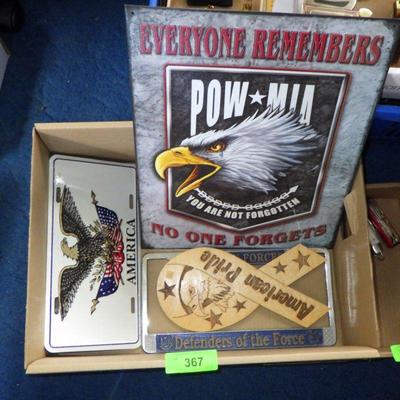 EVERYONE REMEMBERS
POW★MIA
YOU ARE NOT FORGOTTEN
NO ONE FORGETS
AMERICA
FORCE
American Pride
Defenders of the Force
367